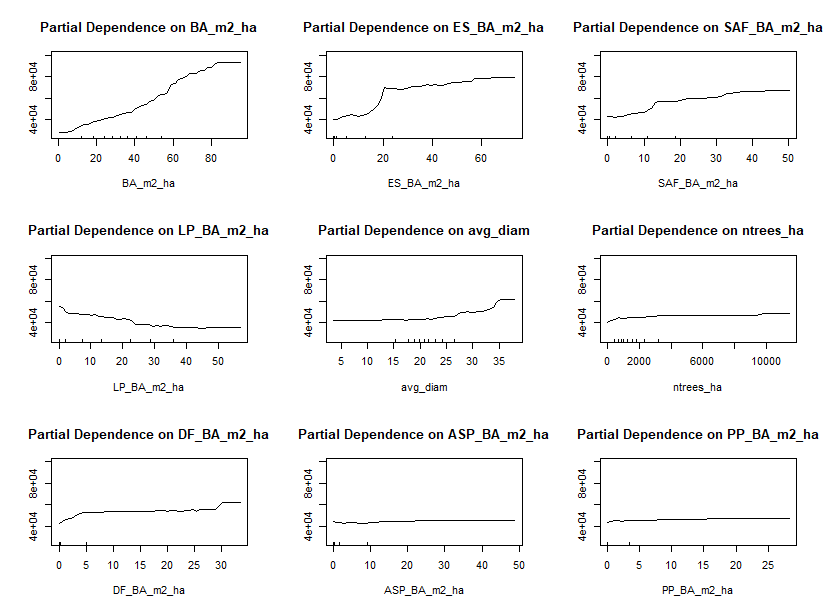 Partial Dependence on BA_m2_ha
4e+04 8e+04
0 20 40 60 80
BA_m2_ha
Partial Dependence on ES_BA_m2_ha
4e+04 8e+04
0 20 40 60
ES_BA_m2_ha
Partial Dependence on SAF_BA_m2_ha
4e+04 8e+04
0 10 20 30 40 50
SAF_BA_m2_ha
Partial Dependence on LP_BA_m2_ha
4e+04 8e+04
0 10 20 30 40 50
LP_BA_m2_ha
Partial Dependence on avg_diam
4e+04 8e+04
5 10 15 20 25 30 35
avg_diam
Partial Dependence on ntrees_ha
4e+04 8e+04
0 2000 6000 10000
ntrees_ha
Partial Dependence on DF_BA_m2_ha
4e+04 8e+04
0 5 10 15 20 25 30
DF_BA_m2_ha
Partial Dependence on ASP_BA_m2_ha
4e+04 8e+04
0 10 20 30 40 50
ASP_BA_m2_ha
Partial Dependence on PP_BA_m2_ha
4e+04 8e+04
0 5 10 15 20 25
PP_BA_m2_ha